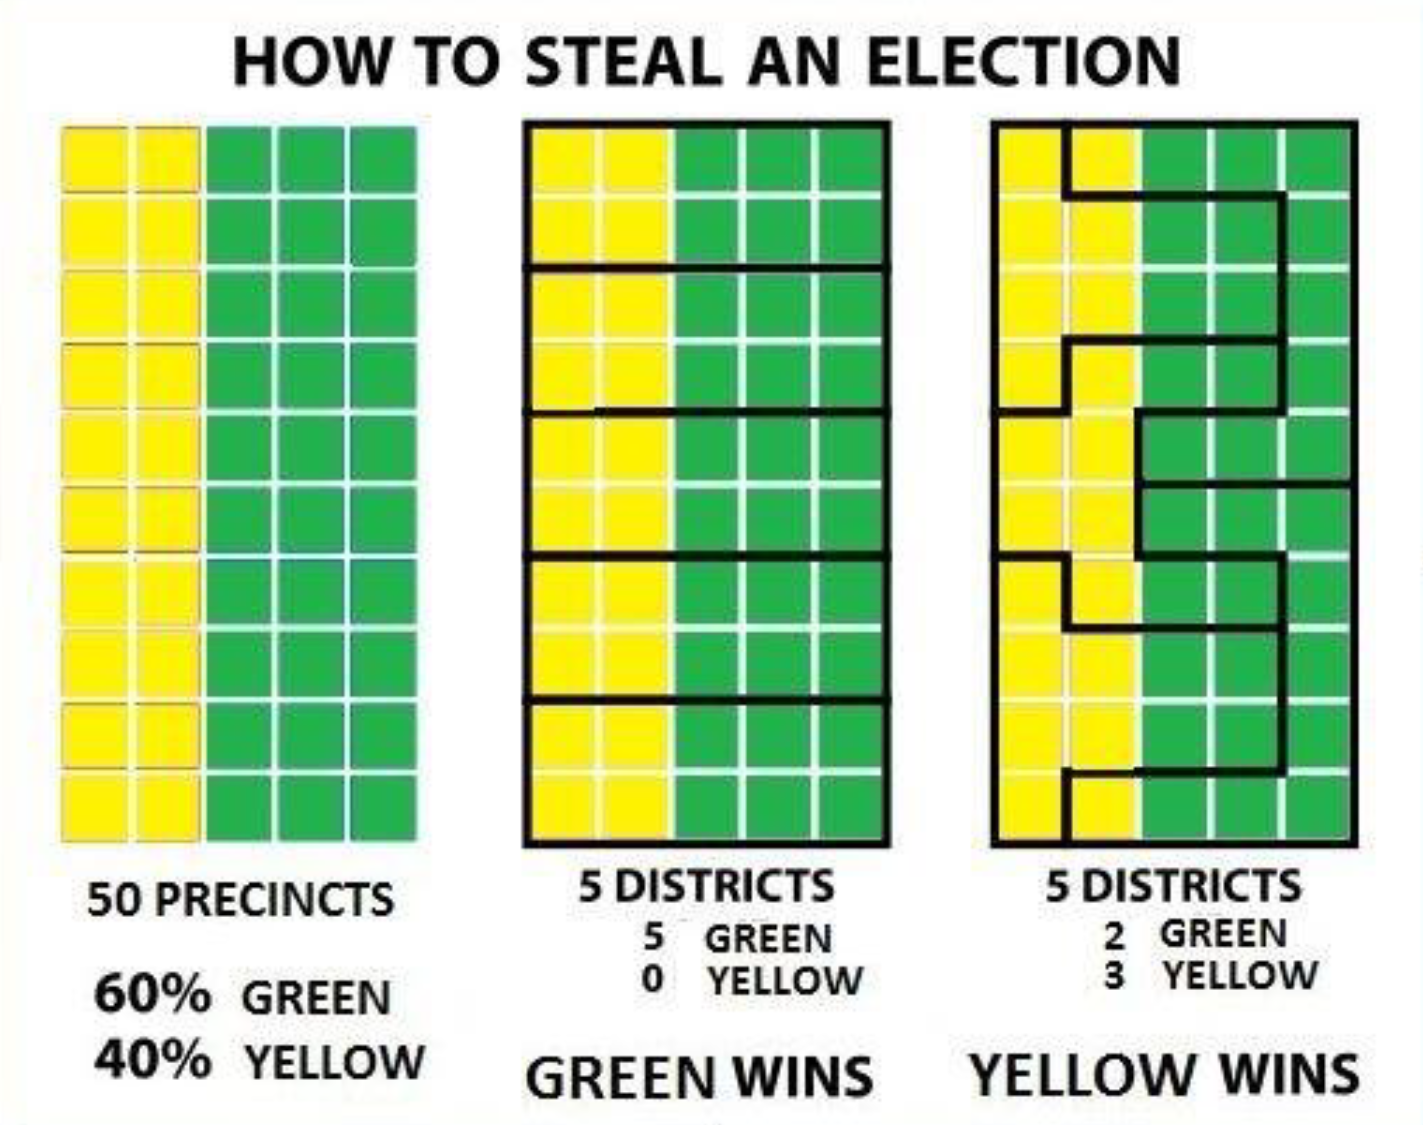 HOW TO STEAL AN ELECTION
50 PRECINCTS
60% GREEN
40% YELLOW
5 DISTRICTS
5 GREEN
0 YELLOW
GREEN WINS
5 DISTRICTS
2 GREEN
3 YELLOW
YELLOW WINS